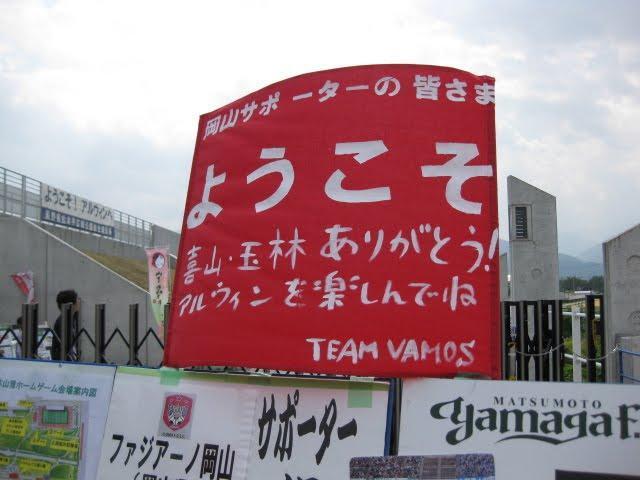 岡山サポーターの 皆さま
ようこそ
喜山・玉林 ありがとう!
アルウィンを楽しんでね
TEAM VAMOS
ようこそ!アルウィンへ
ファジアーノ岡山
サポーター
MATSUMOTO
yamaga F.